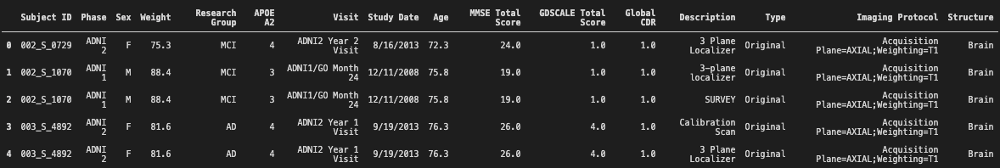 Subject ID Phase Sex Weight Research Group APOE A2 Visit Study Date Age MMSE Total Score GDSCALE Total Score Global CDR Description Type Imaging Protocol Structure
0 002_S_0729 ADNI 2 F 75.3 MCI 4 ADNI2 Year 2 Visit 8/16/2013 72.3 24.0 1.0 1.0 3 Plane Localizer Original Acquisition Plane=AXIAL;Weighting=T1 Brain
1 002_S_1070 ADNI 1 M 88.4 MCI 3 ADNI1/GO Month 24 12/11/2008 75.8 19.0 1.0 1.0 3-plane localizer Original Acquisition Plane=AXIAL;Weighting=T1 Brain
2 002_S_1070 ADNI 1 M 88.4 MCI 3 ADNI1/GO Month 24 12/11/2008 75.8 19.0 1.0 1.0 SURVEY Original Acquisition Plane=AXIAL;Weighting=T1 Brain
3 003_S_4892 ADNI 2 F 81.6 AD 4 ADNI2 Year 1 Visit 9/19/2013 76.3 26.0 4.0 1.0 Calibration Scan Original Acquisition Plane=AXIAL;Weighting=T1 Brain
4 003_S_4892 ADNI 2 F 81.6 AD 4 ADNI2 Year 1 Visit 9/19/2013 76.3 26.0 4.0 1.0 3 Plane Localizer Original Acquisition Plane=AXIAL;Weighting=T1 Brain